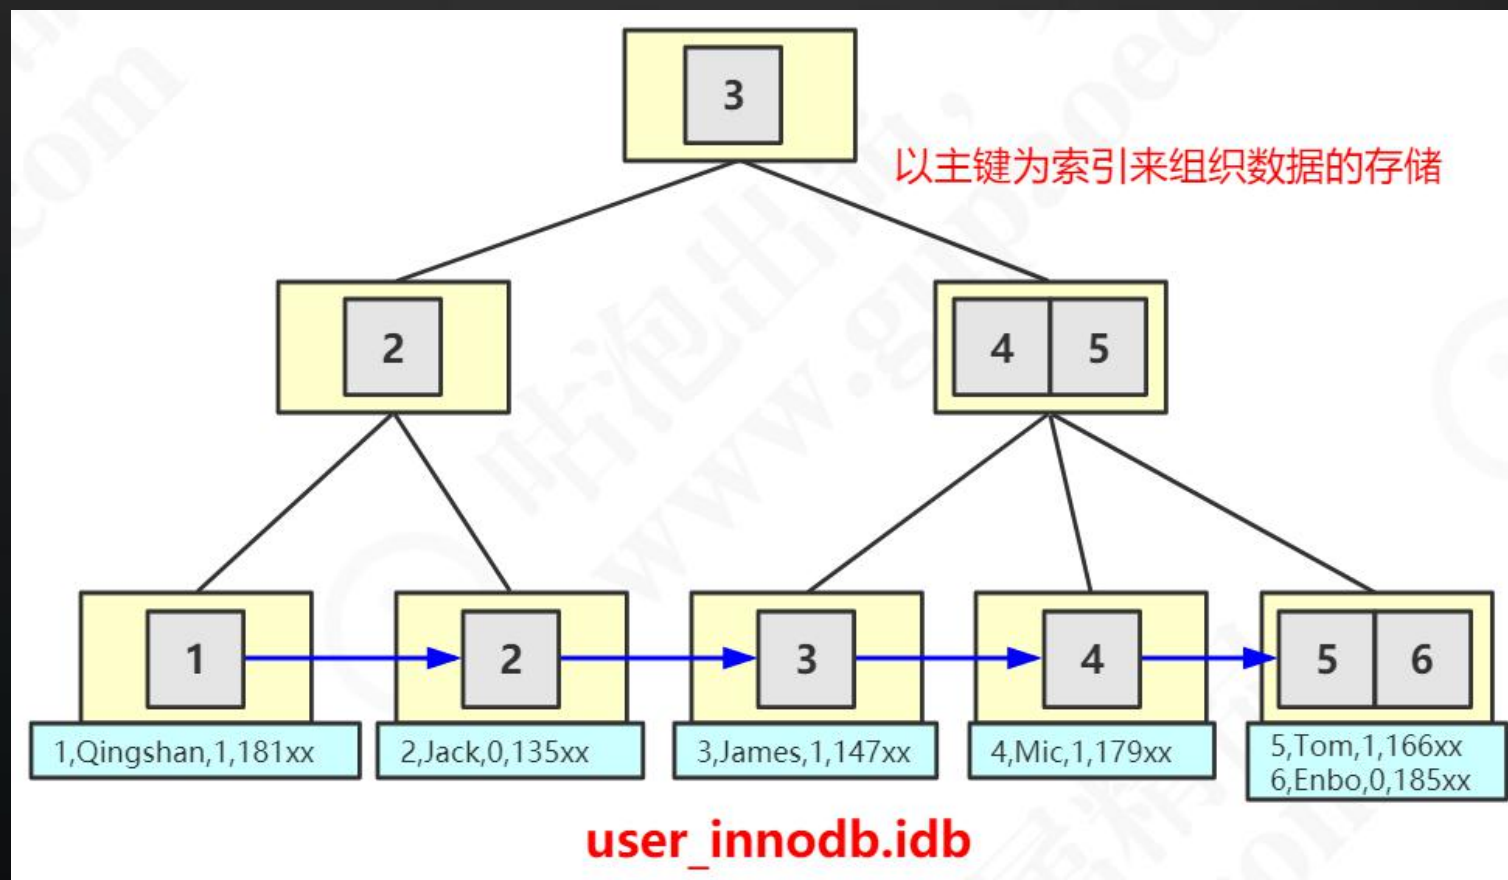 3
以主键为索引来组织数据的存储
2
4 5
1 2 3 4 5 6
1,Qingshan,1,181xx
2,Jack,0,135xx
3,James,1,147xx
4,Mic,1,179xx
5,Tom,1,166xx
6,Enbo,0,185xx
user_innodb.idb